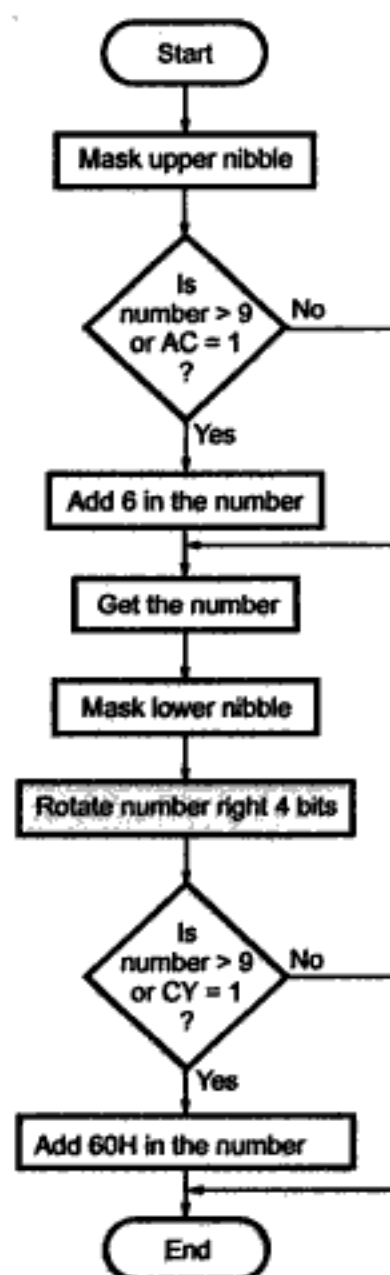 Start
Mask upper nibble
Is
number > 9
or AC = 1
?
No
Yes
Add 6 in the number
Get the number
Mask lower nibble
Rotate number right 4 bits
Is
number > 9
or CY = 1
?
No
Yes
Add 60H in the number
End